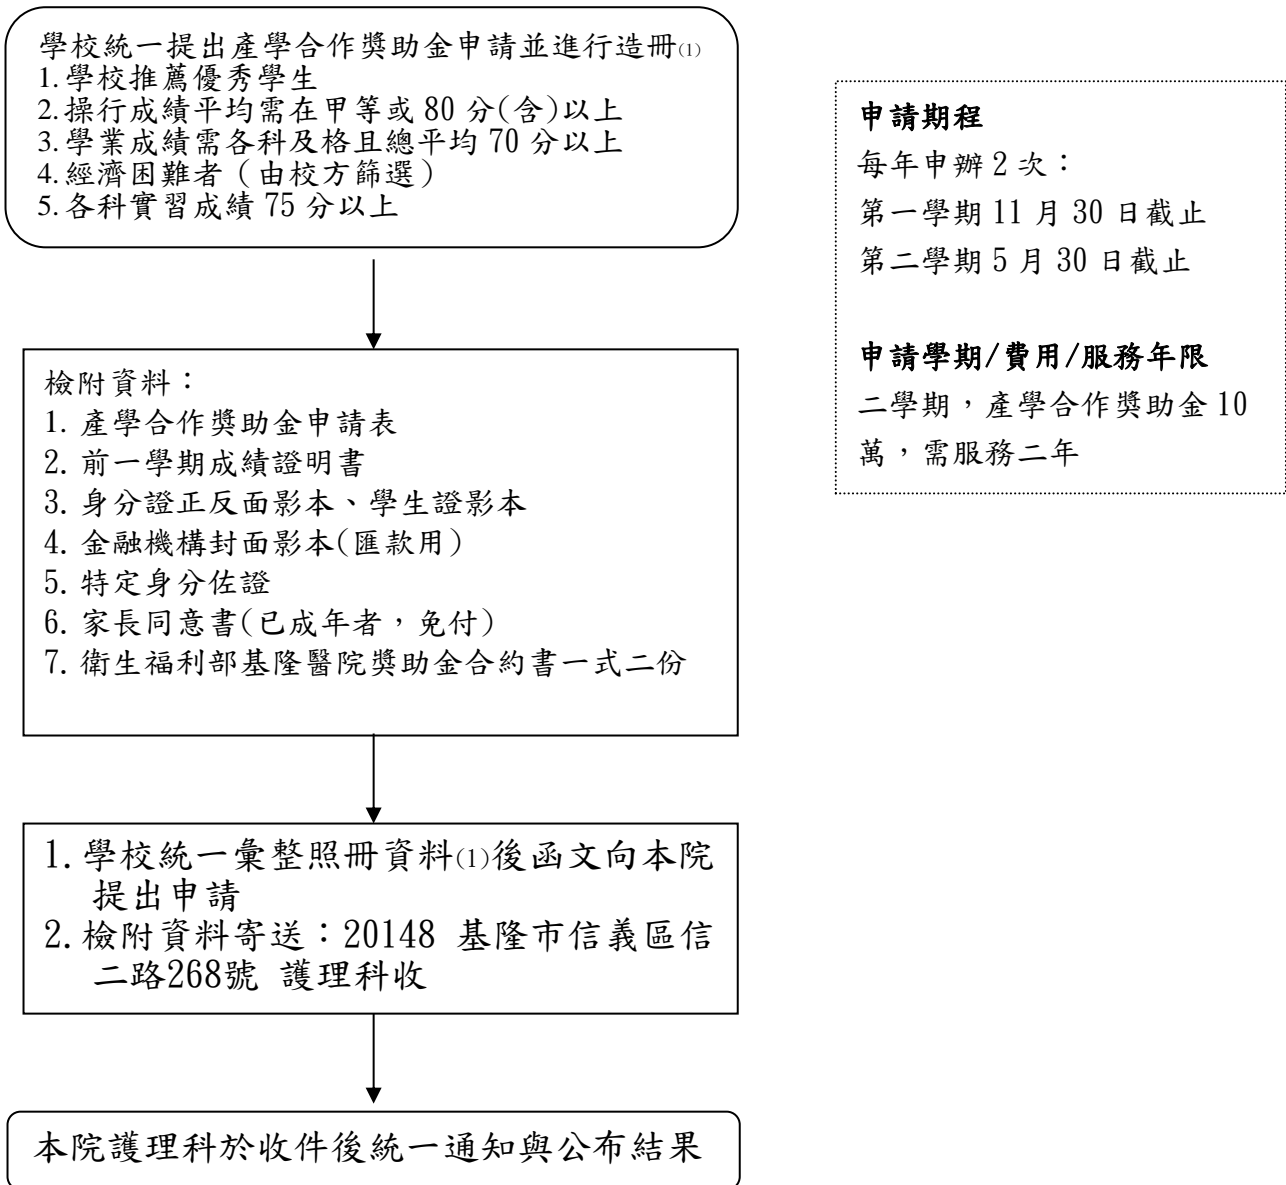 學校統一提出產學合作獎助金申請並進行造冊(1)
1.學校推薦優秀學生
2.操行成績平均需在甲等或 80 分(含)以上
3.學業成績需各科及格且總平均 70 分以上
4.經濟困難者（由校方篩選）
5.各科實習成績 75 分以上
檢附資料：
1. 產學合作獎助金申請表
2. 前一學期成績證明書
3. 身分證正反面影本、學生證影本
4. 金融機構封面影本(匯款用)
5. 特定身分佐證
6. 家長同意書(已成年者，免付)
7. 衛生福利部基隆醫院獎助金合約書一式二份
1.學校統一彙整照冊資料(1)後函文向本院
提出申請
2.檢附資料寄送：20148 基隆市信義區信
二路268號 護理科收
本院護理科於收件後統一通知與公布結果
申請期程
每年申辦 2 次：
第一學期 11 月 30 日截止
第二學期 5 月 30 日截止
申請學期/費用/服務年限
二學期，產學合作獎助金 10
萬，需服務二年